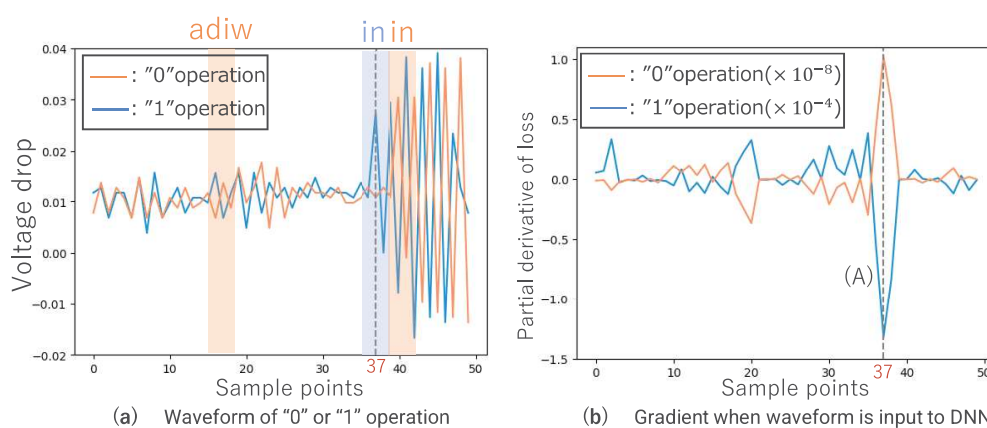 adiw
in in
0.04
0.03
0.02
0.01
0.00
−0.01
−0.02
: ”0”operation
: ”1”operation
Voltage drop
0
10
20
30
37
40
50
Sample points
(a) Waveform of “0” or “1” operation
1.0
0.5
0.0
−0.5
−1.0
−1.5
: ”0”operation(× 10−8)
: ”1”operation(× 10−4)
(A)
Partial derivative of loss
0
10
20
30
37
40
50
Sample points
(b) Gradient when waveform is input to DNN